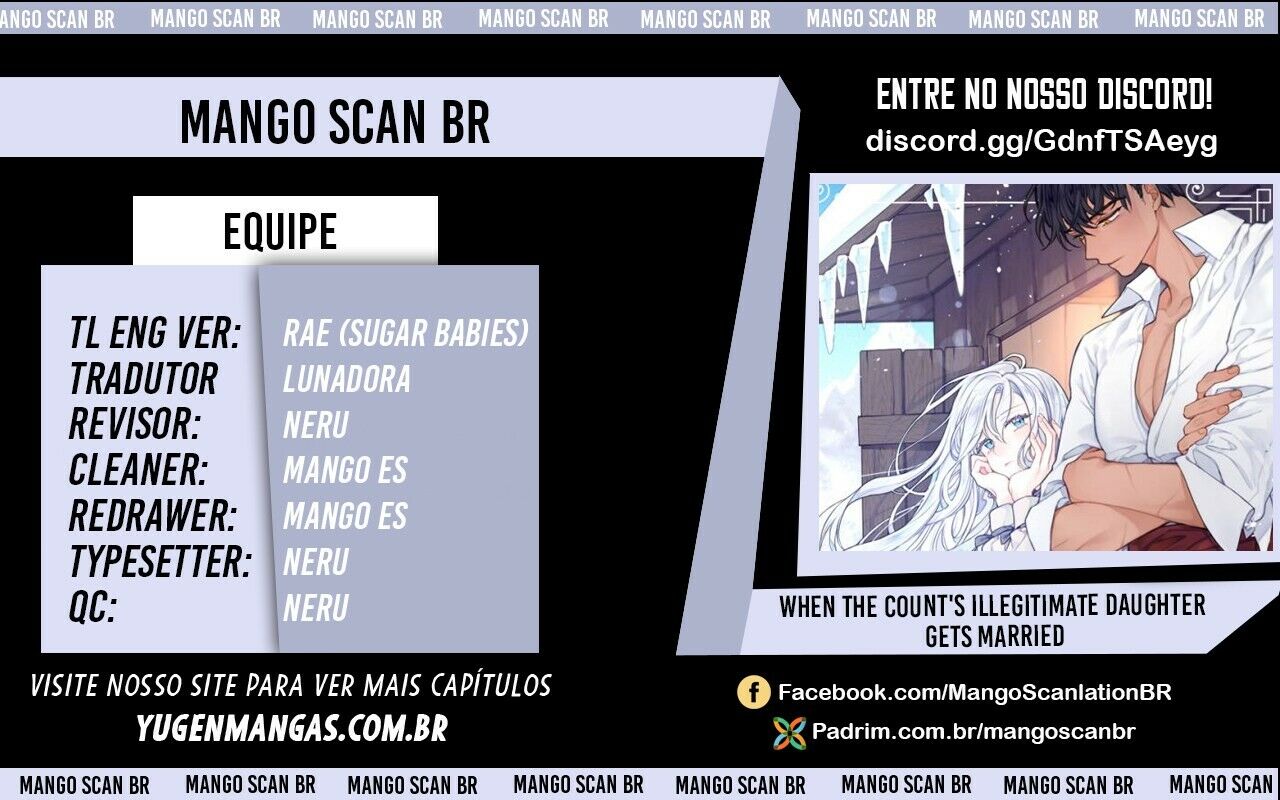 ANGO SCAN BR MANGO SCAN BR MANGO SCAN BR MANGO SCAN BR MANGO SCAN BR MANGO SCAN BR MANGO SCAN BR MANGO SCAN BR
MANGO SCAN BR
ENTRE NO NOSSO DISCORD!
discord.gg/GdnfTSAeyg
EQUIPE
TL ENG VER: RAE (SUGAR BABIES)
TRADUTOR LUNADORA
REVISOR: NERU
CLEANER: MANGO ES
REDRAWER: MANGO ES
TYPESETTER: NERU
QC: NERU
VISITE NOSSO SITE PARA VER MAIS CAPÍTULOS
YUGENMANGAS.COM.BR
WHEN THE COUNT'S ILLEGITIMATE DAUGHTER
GETS MARRIED
Facebook.com/MangoScanlationBR
Padrim.com.br/mangoscanbr
MANGO SCAN BR MANGO SCAN BR MANGO SCAN BR MANGO SCAN BR MANGO SCAN BR MANGO SCAN BR MANGO SCAN BR MANGO SCAN